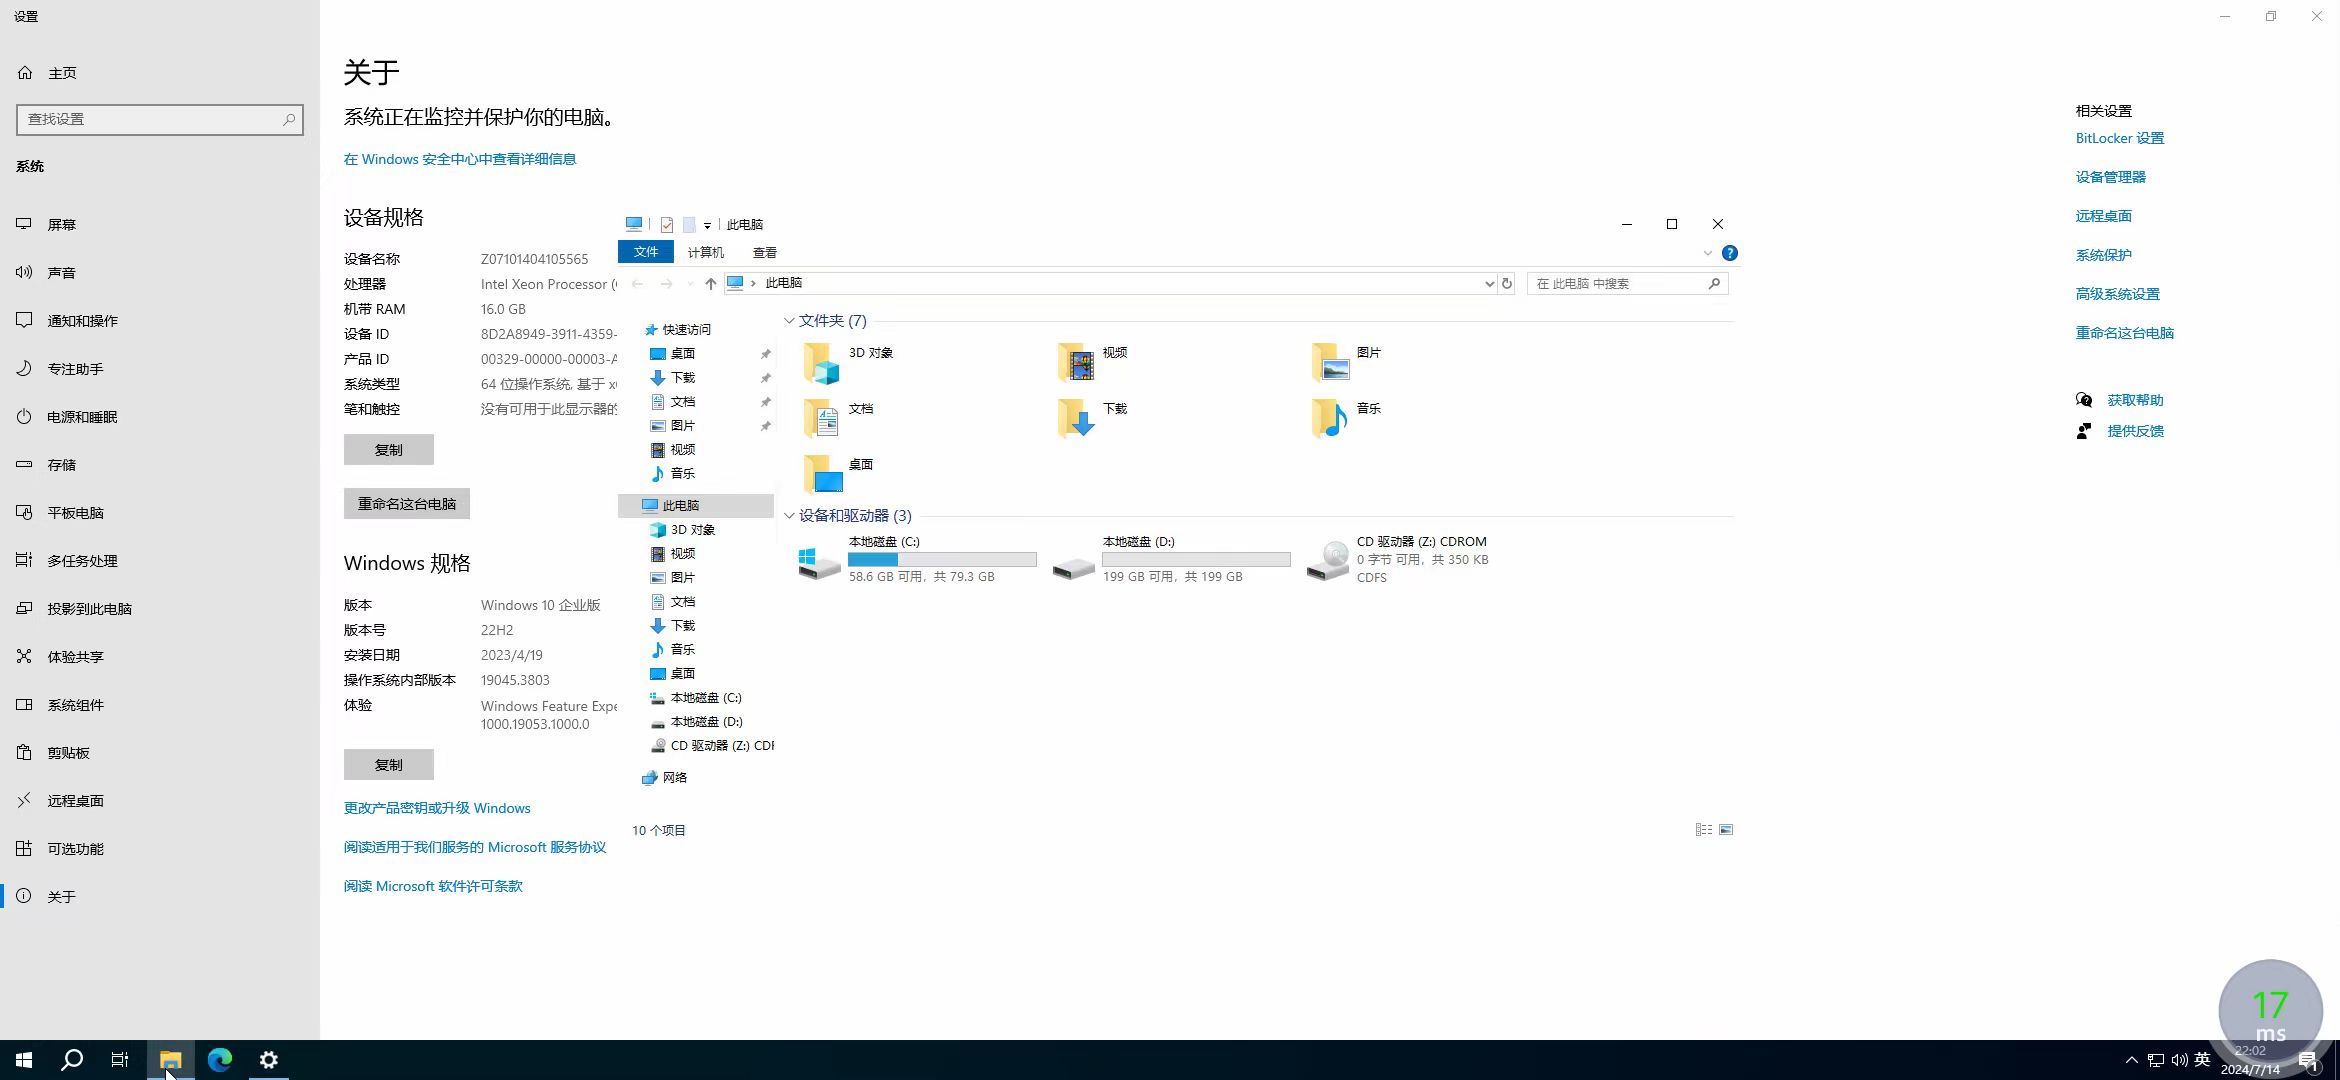 设置
主页
查找设置
系统
屏幕
声音
通知和操作
专注助手
电源和睡眠
存储
平板电脑
多任务处理
投影到此电脑
体验共享
系统组件
剪贴板
远程桌面
可选功能
关于
关于
系统正在监控并保护你的电脑。
在 Windows 安全中心中查看详细信息
设备规格
设备名称 Z07101404105565
处理器 Intel Xeon Processor (
机带 RAM 16.0 GB
设备 ID 8D2A8949-3911-4359-
产品 ID 00329-00000-00003-A
系统类型 64 位操作系统, 基于 x
笔和触控 没有可用于此显示器的
复制
重命名这台电脑
Windows 规格
版本 Windows 10 企业版
版本号 22H2
安装日期 2023/4/19
操作系统内部版本 19045.3803
体验 Windows Feature Expe
1000.19053.1000.0
复制
更改产品密钥或升级 Windows
阅读适用于我们服务的 Microsoft 服务协议
阅读 Microsoft 软件许可条款
此电脑
文件 计算机 查看
此电脑
在 此电脑 中搜索
快速访问
桌面
下载
文档
图片
视频
音乐
此电脑
3D 对象
视频
图片
文档
下载
音乐
桌面
本地磁盘 (C:)
本地磁盘 (D:)
CD 驱动器 (Z:) CDF
网络
文件夹 (7)
3D 对象 视频 图片
文档 下载 音乐
桌面
设备和驱动器 (3)
本地磁盘 (C:)
58.6 GB 可用, 共 79.3 GB
本地磁盘 (D:)
199 GB 可用, 共 199 GB
CD 驱动器 (Z:) CDROM
0 字节 可用, 共 350 KB
CDFS
10 个项目
相关设置
BitLocker 设置
设备管理器
远程桌面
系统保护
高级系统设置
重命名这台电脑
获取帮助
提供反馈
17
ms
英
22:02
2024/7/14
1